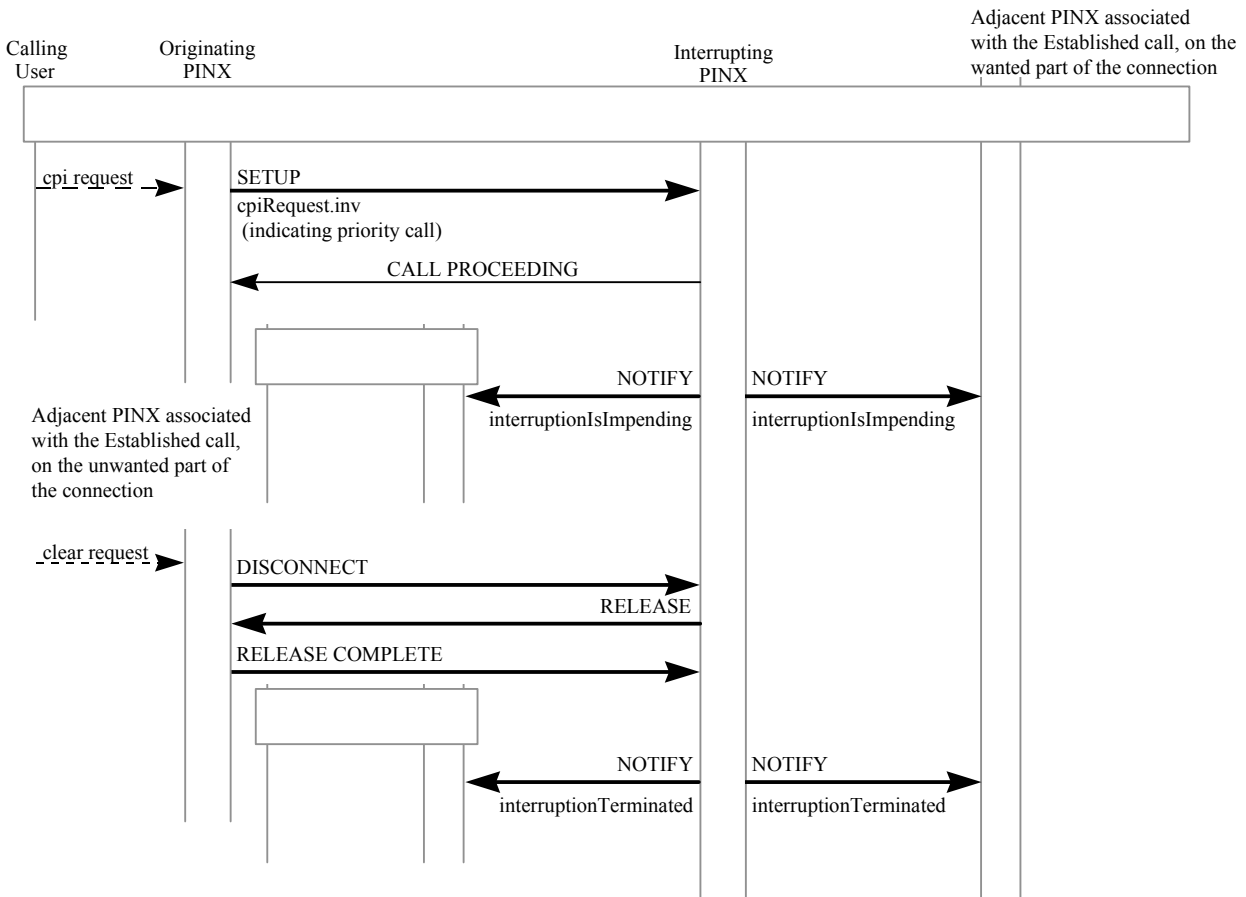 Adjacent PINX associated
with the Established call, on the
wanted part of the connection
Calling
User
Originating
PINX
Interrupting
PINX
cpi request
SETUP
cpiRequest.inv
(indicating priority call)
CALL PROCEEDING
NOTIFY
NOTIFY
interruptionIsImpending
interruptionIsImpending
Adjacent PINX associated
with the Established call,
on the unwanted part of
the connection
clear request
DISCONNECT
RELEASE
RELEASE COMPLETE
NOTIFY
NOTIFY
interruptionTerminated
interruptionTerminated